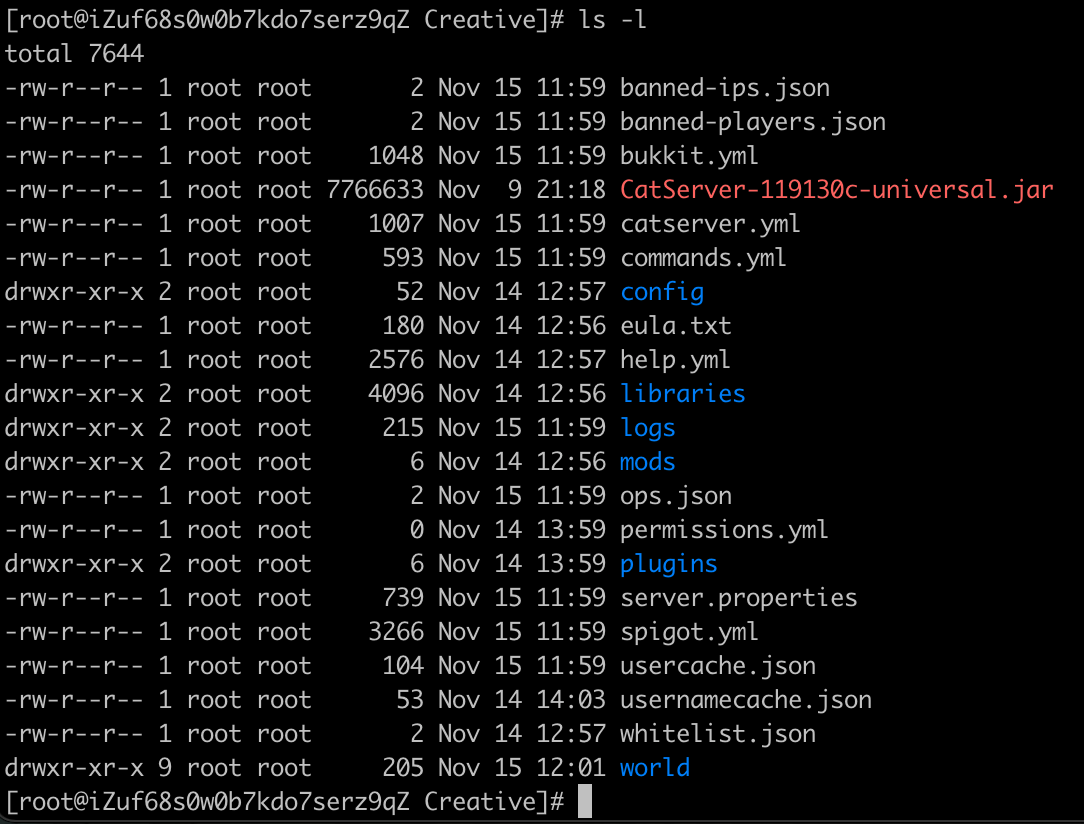 [root@iZuf68s0w0b7kdo7serz9qZ Creative]# ls -l
total 7644
-rw-r--r-- 1 root root       2 Nov 15 11:59 banned-ips.json
-rw-r--r-- 1 root root       2 Nov 15 11:59 banned-players.json
-rw-r--r-- 1 root root    1048 Nov 15 11:59 bukkit.yml
-rw-r--r-- 1 root root 7766633 Nov  9 21:18 CatServer-119130c-universal.jar
-rw-r--r-- 1 root root    1007 Nov 15 11:59 catserver.yml
-rw-r--r-- 1 root root     593 Nov 15 11:59 commands.yml
drwxr-xr-x 2 root root      52 Nov 14 12:57 config
-rw-r--r-- 1 root root     180 Nov 14 12:56 eula.txt
-rw-r--r-- 1 root root    2576 Nov 14 12:57 help.yml
drwxr-xr-x 2 root root    4096 Nov 14 12:56 libraries
drwxr-xr-x 2 root root     215 Nov 15 11:59 logs
drwxr-xr-x 2 root root       6 Nov 14 12:56 mods
-rw-r--r-- 1 root root       2 Nov 15 11:59 ops.json
-rw-r--r-- 1 root root       0 Nov 14 13:59 permissions.yml
drwxr-xr-x 2 root root       6 Nov 14 13:59 plugins
-rw-r--r-- 1 root root     739 Nov 15 11:59 server.properties
-rw-r--r-- 1 root root    3266 Nov 15 11:59 spigot.yml
-rw-r--r-- 1 root root     104 Nov 15 11:59 usercache.json
-rw-r--r-- 1 root root      53 Nov 14 14:03 usernamecache.json
-rw-r--r-- 1 root root       2 Nov 14 12:57 whitelist.json
drwxr-xr-x 9 root root     205 Nov 15 12:01 world
[root@iZuf68s0w0b7kdo7serz9qZ Creative]#